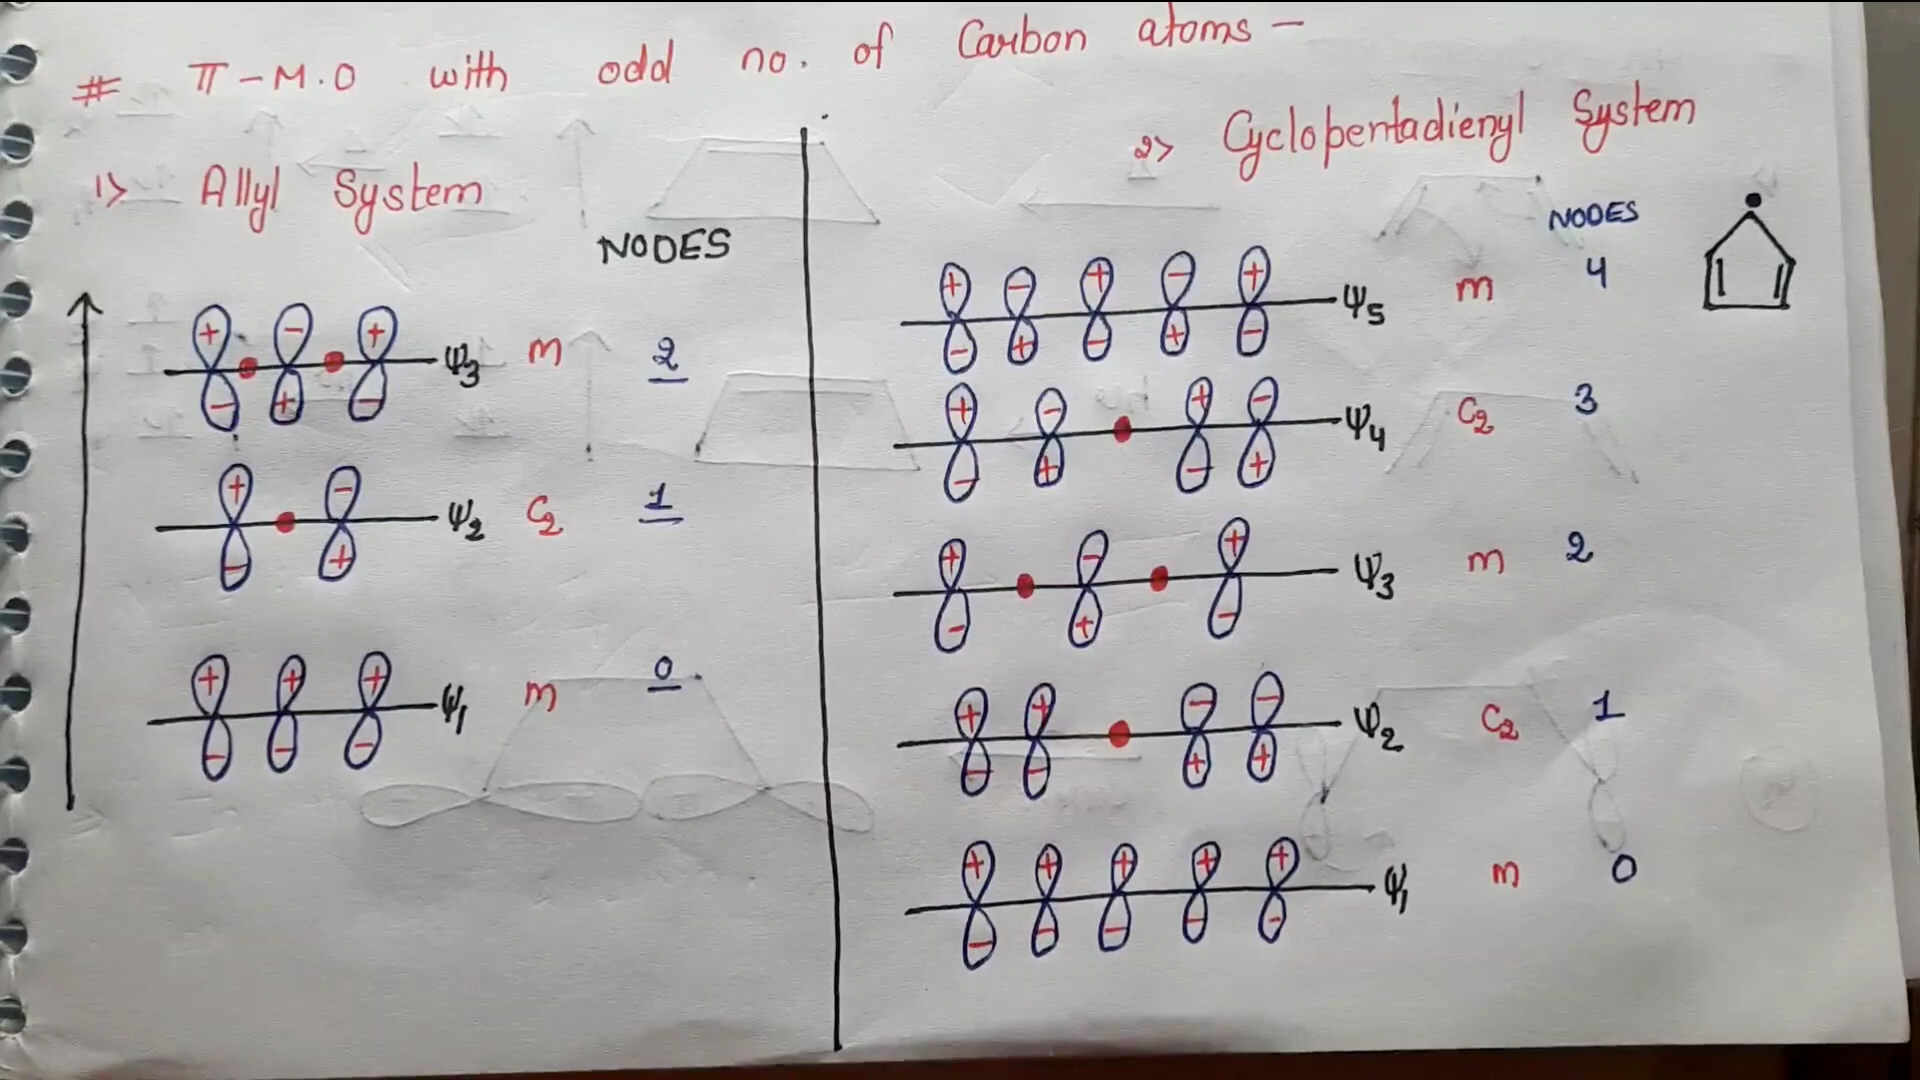 # π-M.O with odd no. of Carbon atoms -
1> Allyl System
NODES
+ - + ψ3 m 2
- + -
+ - ψ2 C2 1
- +
+ + + ψ1 m 0
- - -
2> Cyclopentadienyl System
NODES
+ - + - + ψ5 m 4
- + - + -
+ - + - ψ4 C2 3
- + - +
+ - + ψ3 m 2
- + -
+ + - - ψ2 C2 1
- - + +
+ + + + + ψ1 m 0
- - - - -